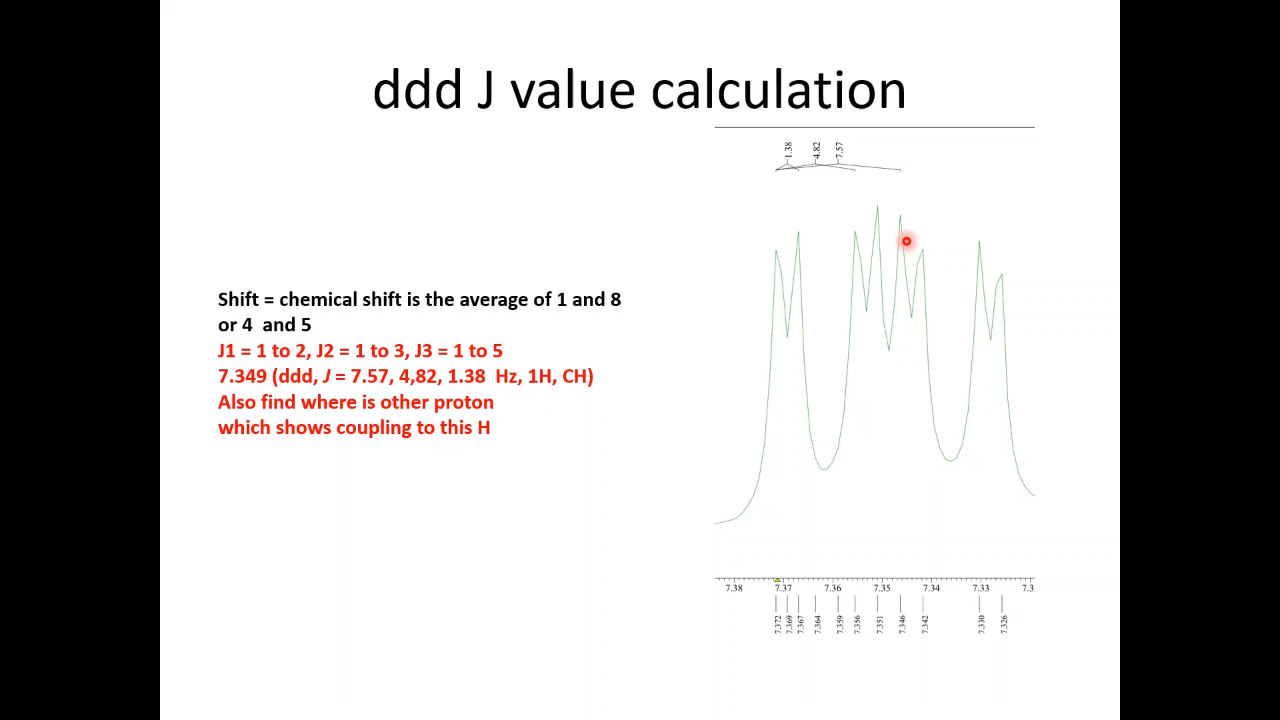 ddd J value calculation
1.38
4.82
7.57
Shift = chemical shift is the average of 1 and 8
or 4 and 5
J1 = 1 to 2, J2 = 1 to 3, J3 = 1 to 5
7.349 (ddd, J = 7.57, 4,82, 1.38 Hz, 1H, CH)
Also find where is other proton
which shows coupling to this H
7.38 7.37 7.36 7.35 7.34 7.33 7.3
7.372
7.369
7.367
7.364
7.359
7.356
7.351
7.346
7.342
7.330
7.326